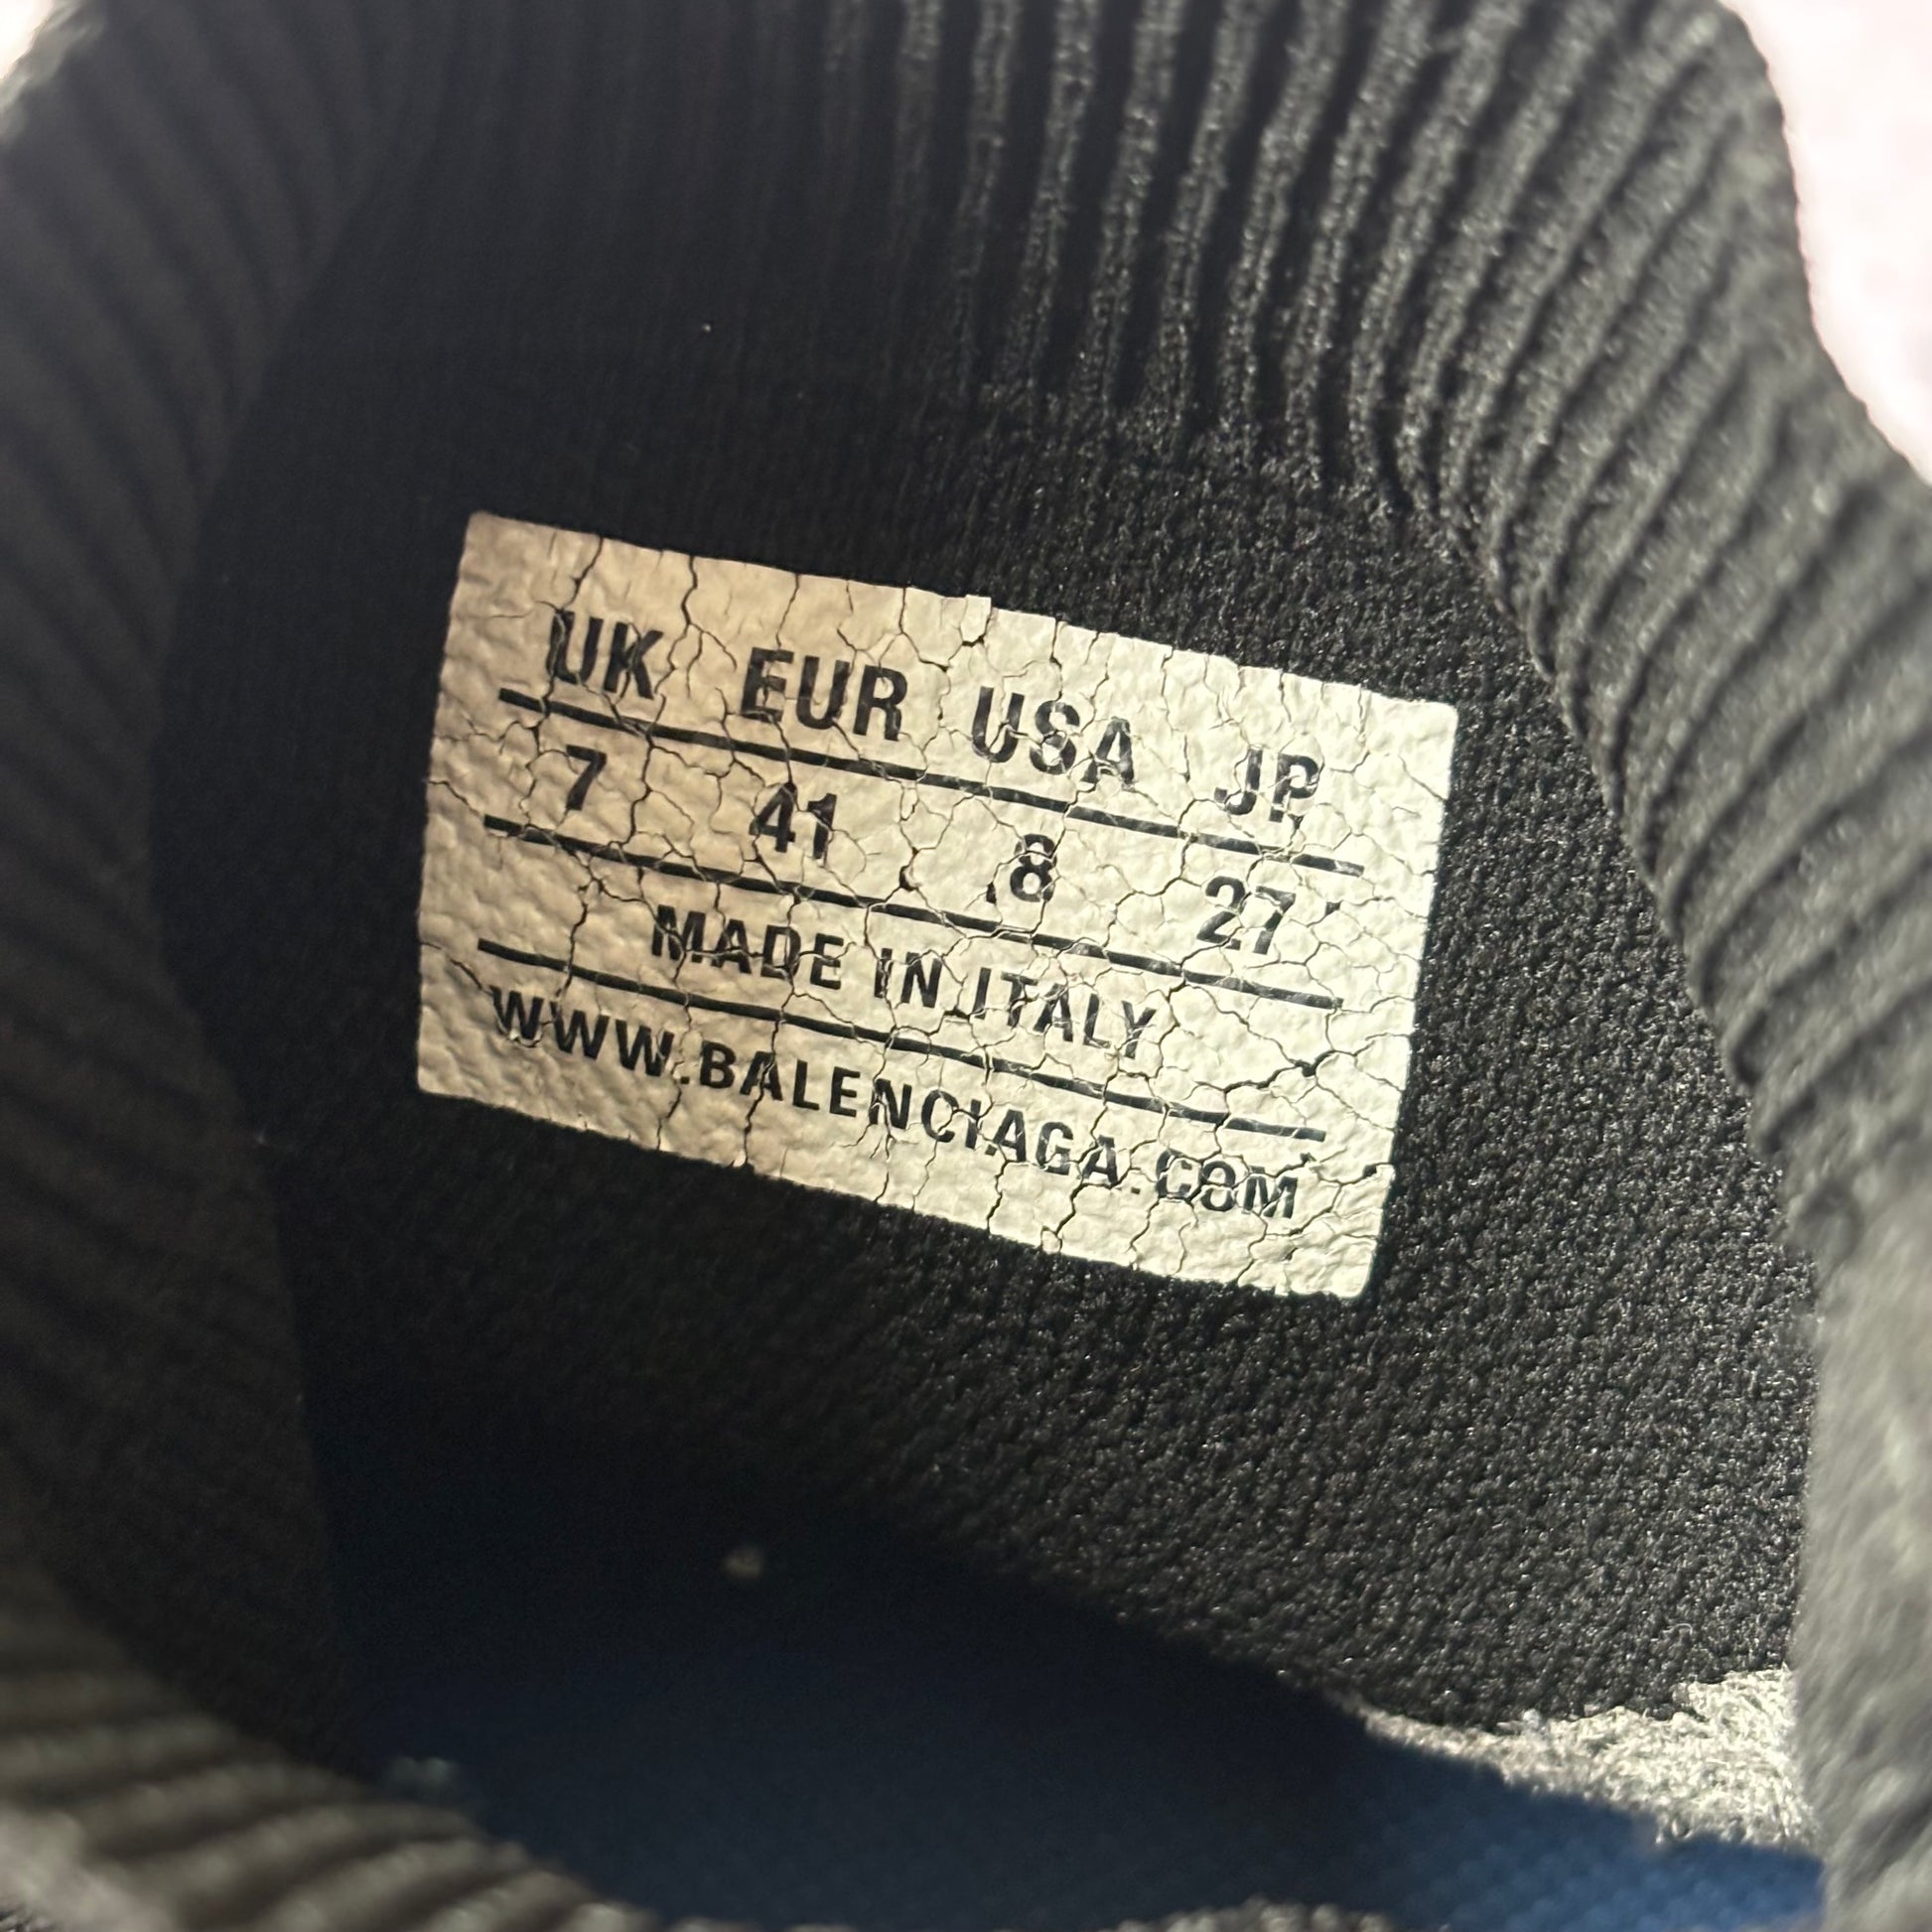 UK EUR USA JP
7 41 8 27
MADE IN ITALY
WWW.BALENCIAGA.COM